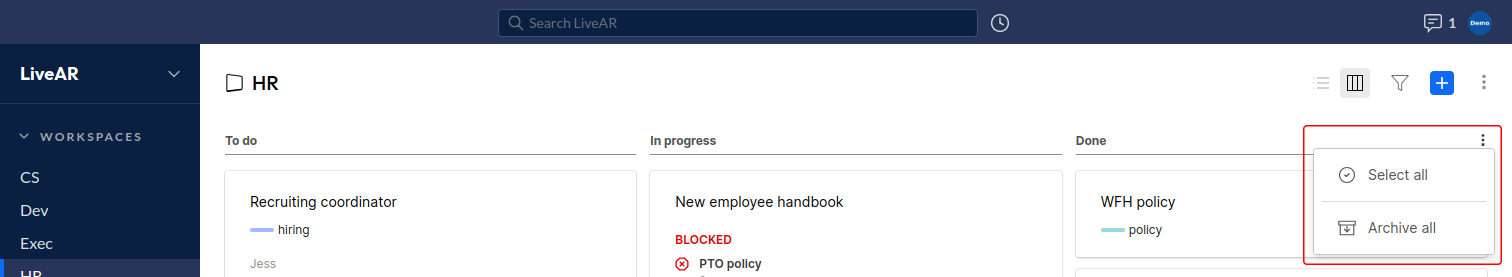 Search LiveAR
1
Demo
LiveAR
HR
WORKSPACES
To do
In progress
Done
CS
Select all
Recruiting coordinator
New employee handbook
WFH policy
Dev
hiring
policy
Archive all
BLOCKED
Exec
Jess
PTO policy
HR